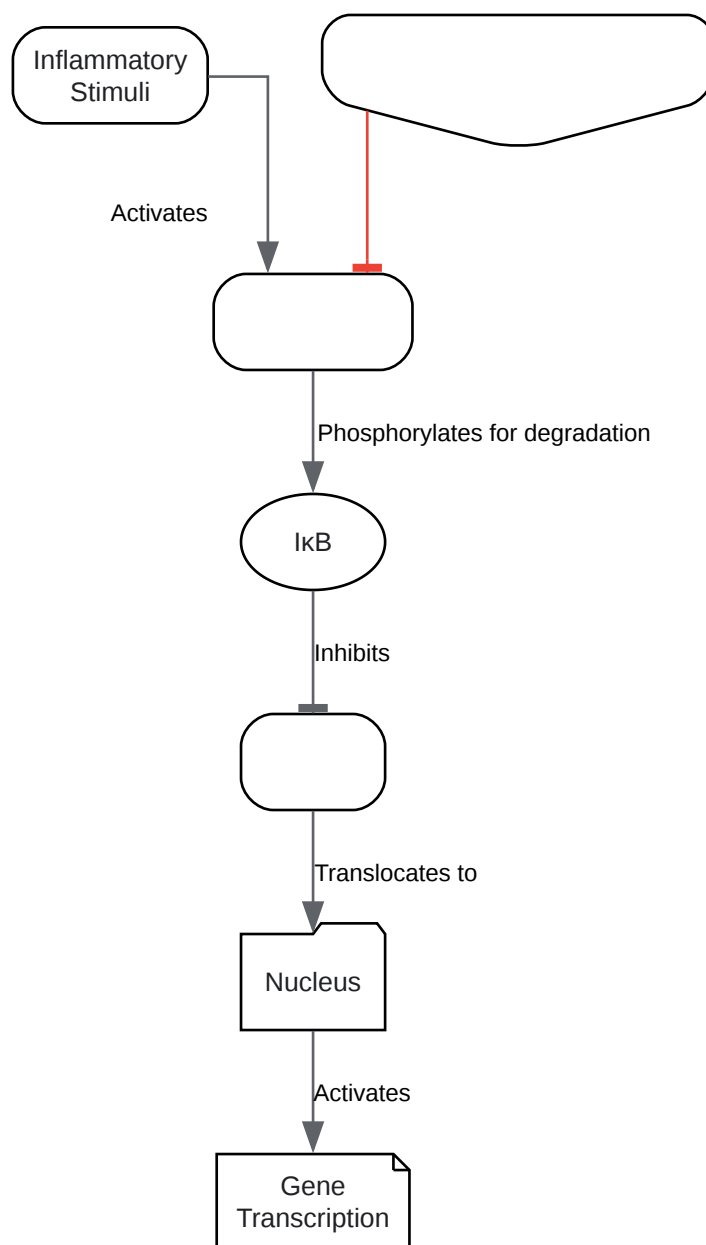 Inflammatory
Stimuli
Activates
Phosphorylates for degradation
IκB
Inhibits
Translocates to
Nucleus
Activates
Gene
Transcription